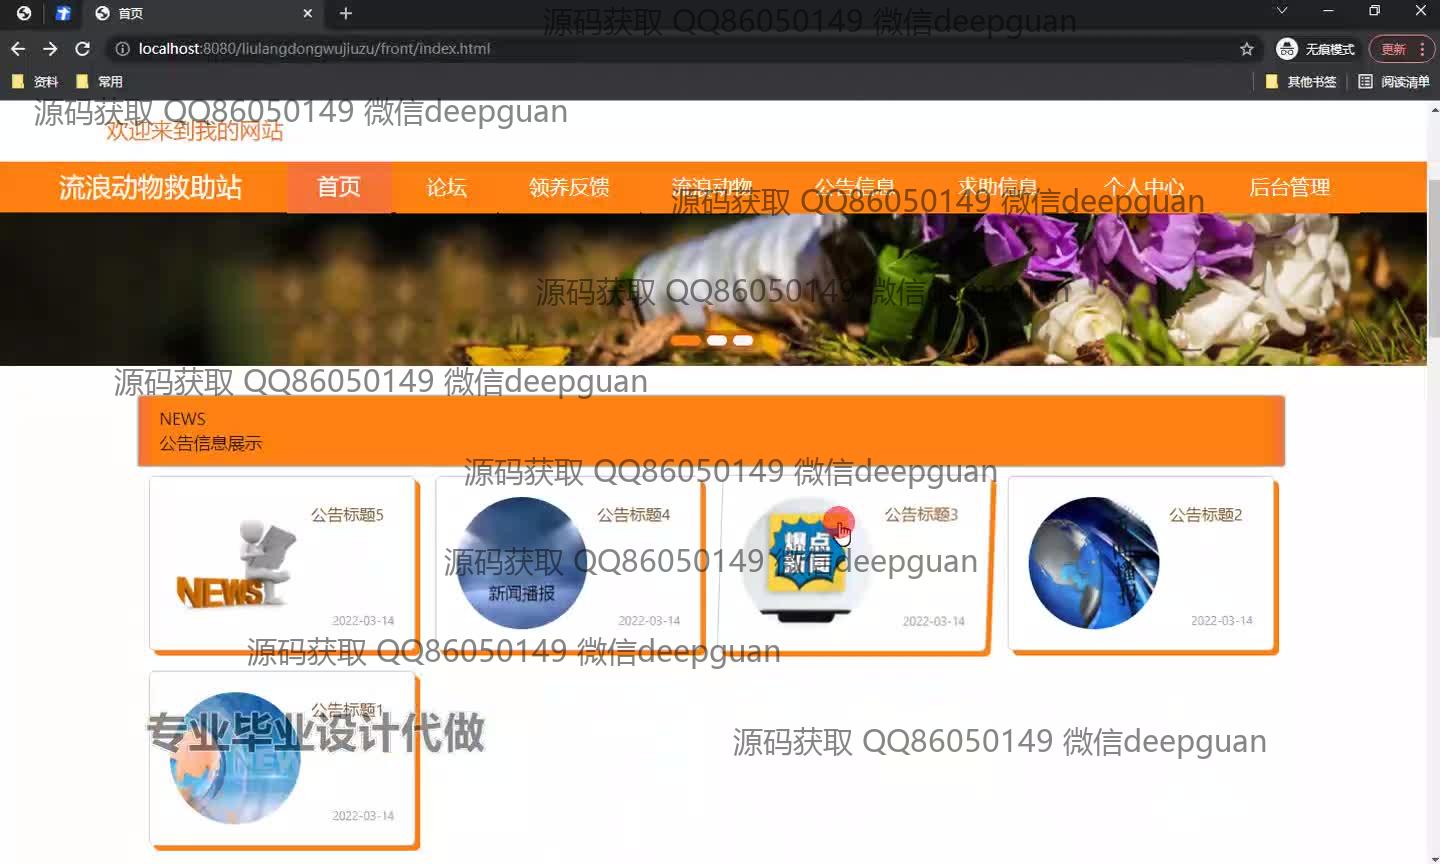 首页
源码获取 QQ86050149 微信deepguan
localhost:8080/liulangdongwujiuzu/front/index.html
无痕模式
更新
资料
常用
其他书签
阅读清单
源码获取 QQ86050149 微信deepguan
欢迎来到我的网站
流浪动物救助站
首页
论坛
领养反馈
流浪动物
公告信息
求助信息
个人中心
后台管理
源码获取 QQ86050149 微信deepguan
源码获取 QQ86050149 微信deepguan
源码获取 QQ86050149 微信deepguan
NEWS
公告信息展示
源码获取 QQ86050149 微信deepguan
公告标题5
NEWS
2022-03-14
公告标题4
新闻播报
2022-03-14
公告标题3
爆点
新闻
2022-03-14
公告标题2
2022-03-14
源码获取 QQ86050149 微信deepguan
源码获取 QQ86050149 微信deepguan
公告标题1
专业毕业设计代做
NEW
2022-03-14
源码获取 QQ86050149 微信deepguan